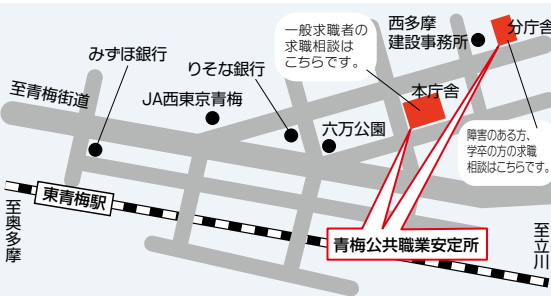 一般求職者の
求職相談は
こちらです。
西多摩
建設事務所
分庁舎
みずほ銀行
りそな銀行
至青梅街道
JA西東京青梅
本庁舎
六万公園
障害のある方、
学卒の方の求職
相談はこちらです。
東青梅駅
至奥多摩
青梅公共職業安定所
至立川